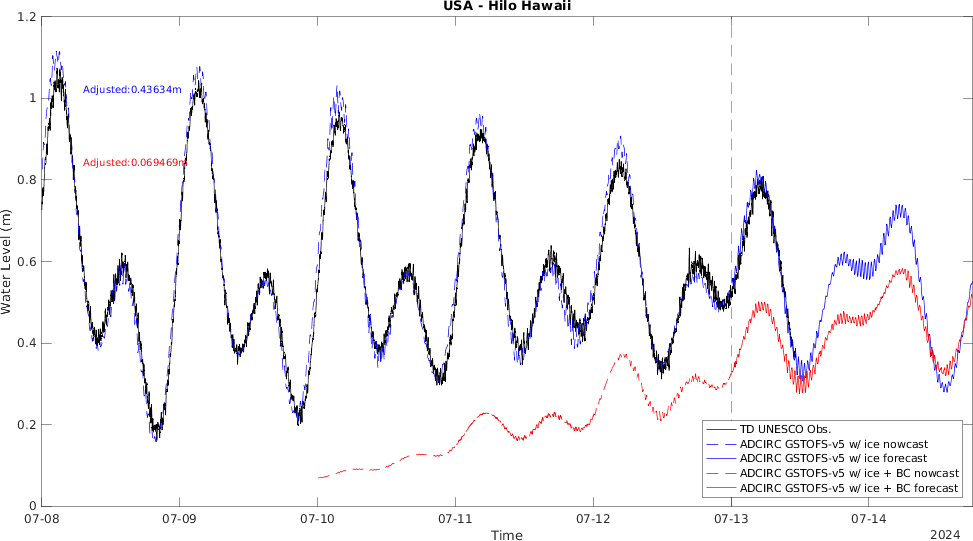 USA - Hilo Hawaii
1.2
1
0.8
0.6
0.4
0.2
0
Water Level (m)
Adjusted:0.43634m
Adjusted:0.069469m
TD UNESCO Obs.
ADCIRC GSTOFS-v5 w/ ice nowcast
ADCIRC GSTOFS-v5 w/ ice forecast
ADCIRC GSTOFS-v5 w/ ice + BC nowcast
ADCIRC GSTOFS-v5 w/ ice + BC forecast
07-08 07-09 07-10 07-11 07-12 07-13 07-14
Time
2024